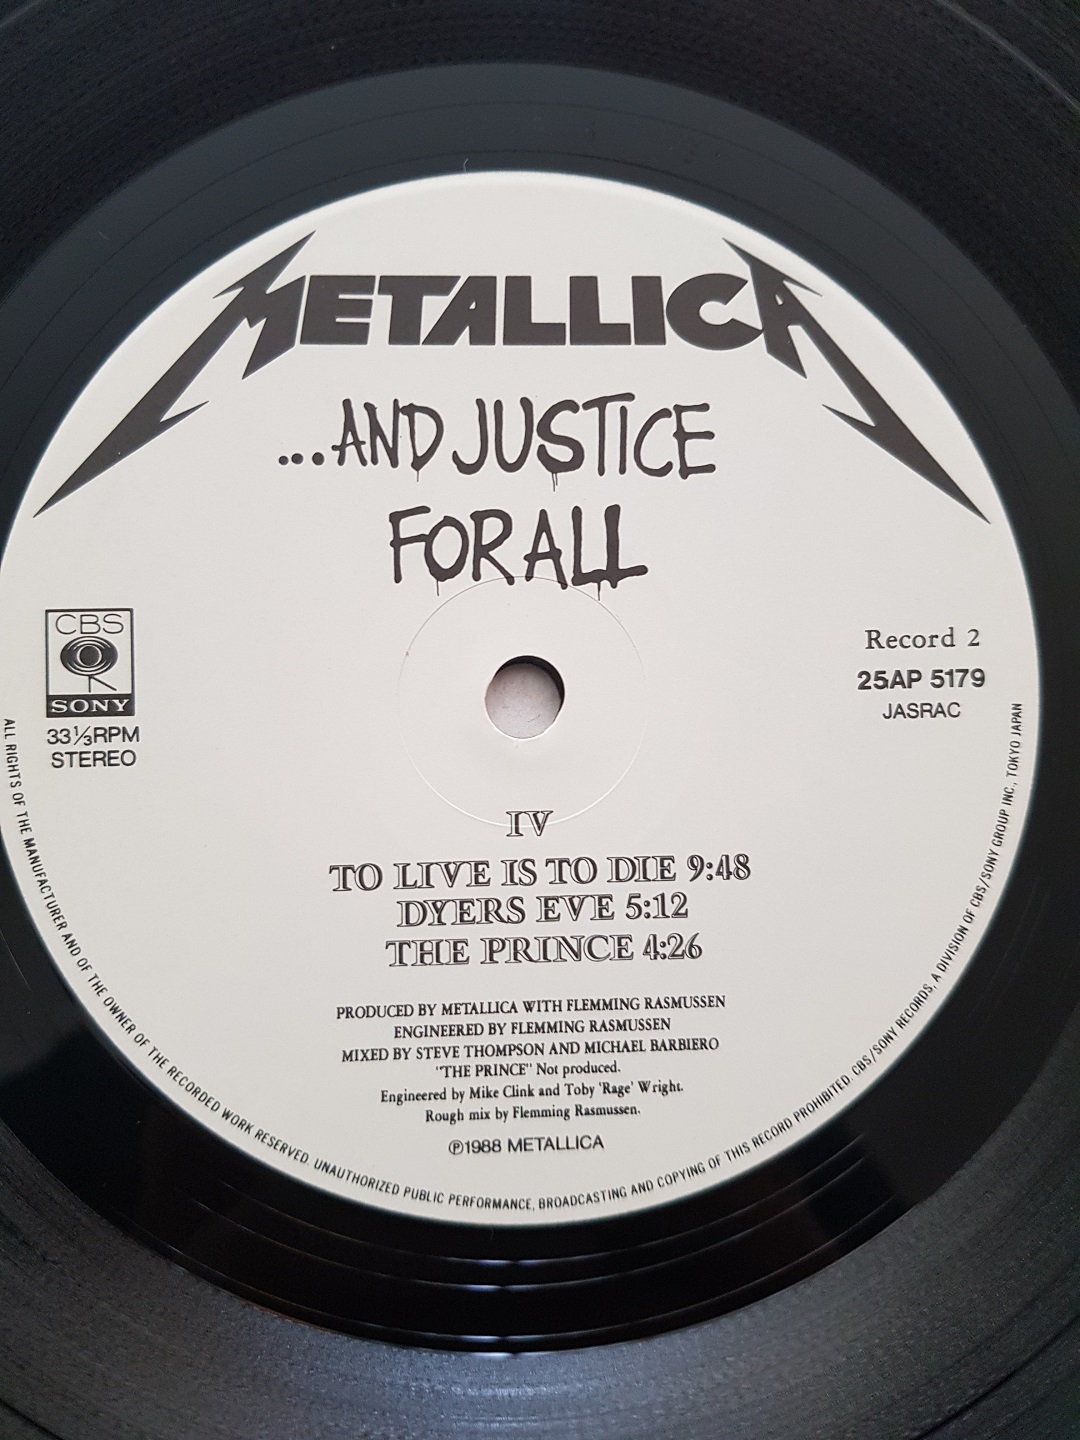 METALLICA
...AND JUSTICE
FOR ALL
CBS
SONY
33⅓RPM
STEREO
Record 2
25AP 5179
JASRAC
IV
TO LIVE IS TO DIE 9:48
DYERS EVE 5:12
THE PRINCE 4:26
PRODUCED BY METALLICA WITH FLEMMING RASMUSSEN
ENGINEERED BY FLEMMING RASMUSSEN
MIXED BY STEVE THOMPSON AND MICHAEL BARBIERO
"THE PRINCE" Not produced.
Engineered by Mike Clink and Toby 'Rage' Wright.
Rough mix by Flemming Rasmussen.
℗1988 METALLICA
ALL RIGHTS OF THE MANUFACTURER AND OF THE OWNER OF THE RECORDED WORK RESERVED. UNAUTHORIZED PUBLIC PERFORMANCE, BROADCASTING AND COPYING OF THIS RECORD PROHIBITED. CBS/SONY RECORDS, A DIVISION OF CBS/SONY GROUP INC., TOKYO JAPAN